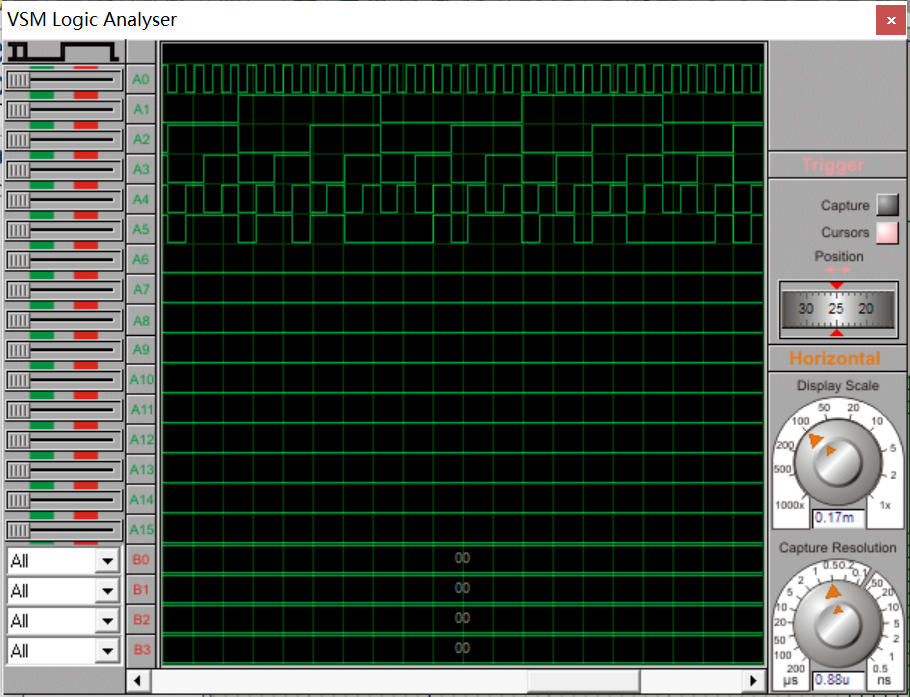 VSM Logic Analyser
A0
A1
A2
A3
A4
A5
A6
A7
A8
A9
A10
A11
A12
A13
A14
A15
All B0 00
All B1 00
All B2 00
All B3 00
Trigger
Capture
Cursors
Position
30 25 20
Horizontal
Display Scale
1000x 500 200 100 50 20 10 5 2 1x
0.17m
Capture Resolution
200 100 50 20 10 5 2 1 0.5 0.2 0.1 50 20 10 5 2 1 0.5
µs 0.88u ns